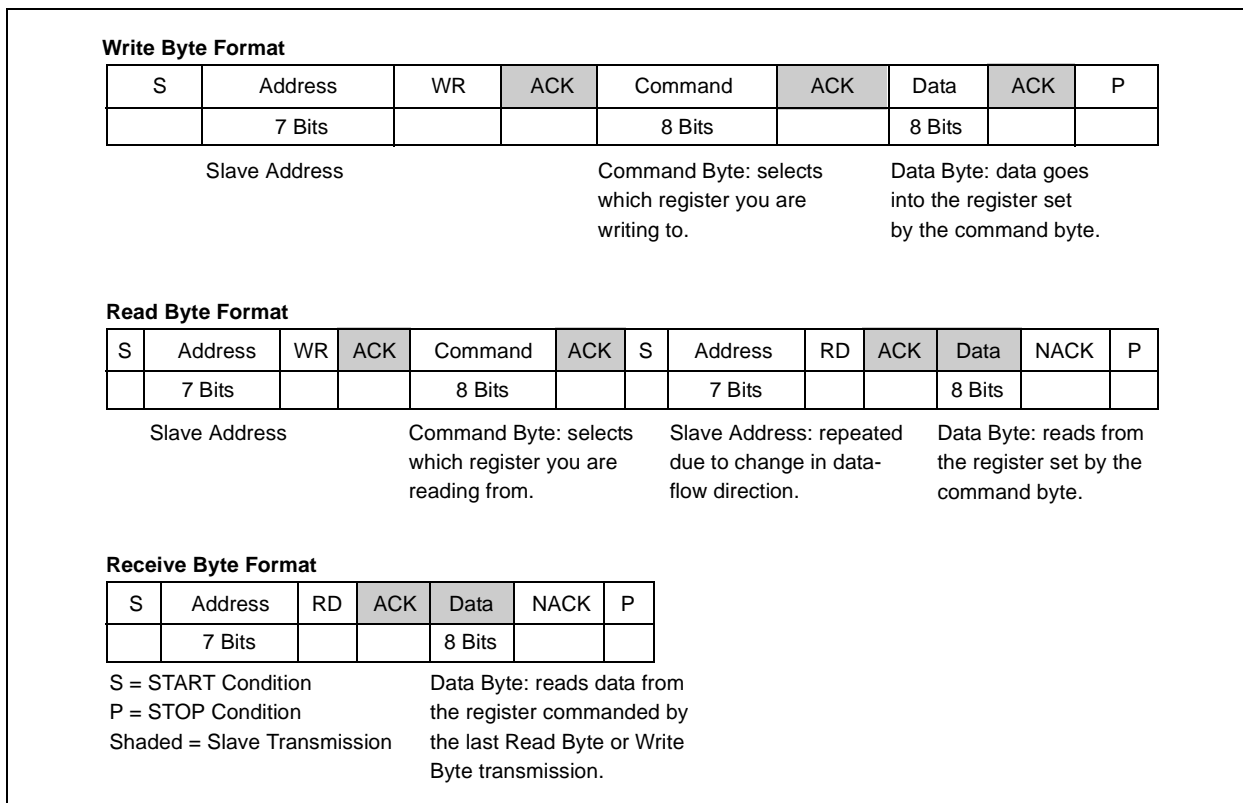 Write Byte Format
S Address WR ACK Command ACK Data ACK P
7 Bits 8 Bits 8 Bits
Slave Address
Command Byte: selects
which register you are
writing to.
Data Byte: data goes
into the register set
by the command byte.
Read Byte Format
S Address WR ACK Command ACK S Address RD ACK Data NACK P
7 Bits 8 Bits 7 Bits 8 Bits
Slave Address
Command Byte: selects
which register you are
reading from.
Slave Address: repeated
due to change in data-
flow direction.
Data Byte: reads from
the register set by the
command byte.
Receive Byte Format
S Address RD ACK Data NACK P
7 Bits 8 Bits
S = START Condition
P = STOP Condition
Shaded = Slave Transmission
Data Byte: reads data from
the register commanded by
the last Read Byte or Write
Byte transmission.